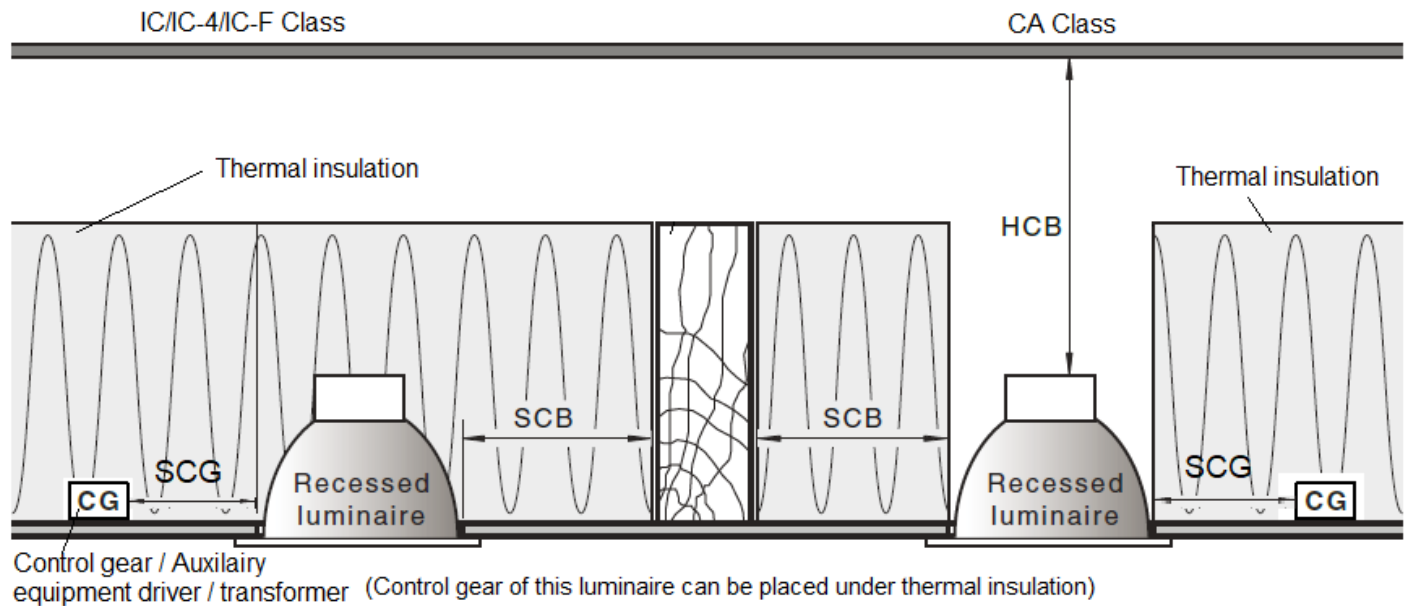 IC/IC-4/IC-F Class
CA Class
Thermal insulation
Thermal insulation
HCB
SCB
SCB
SCG
SCG
CG
CG
Recessed
luminaire
Recessed
luminaire
Control gear / Auxilairy
equipment driver / transformer
(Control gear of this luminaire can be placed under thermal insulation)